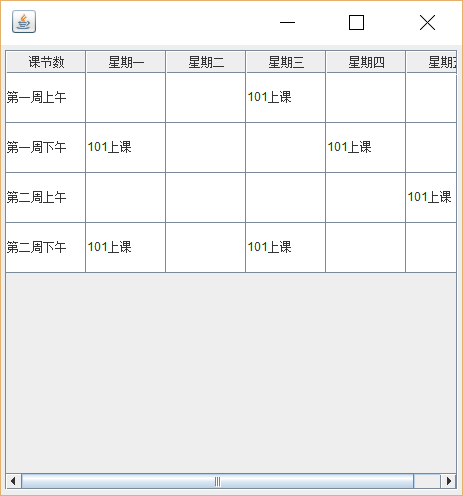 课节数 星期一 星期二 星期三 星期四 星期
第一周上午 101上课
第一周下午 101上课 101上课
第二周上午 101上课
第二周下午 101上课 101上课